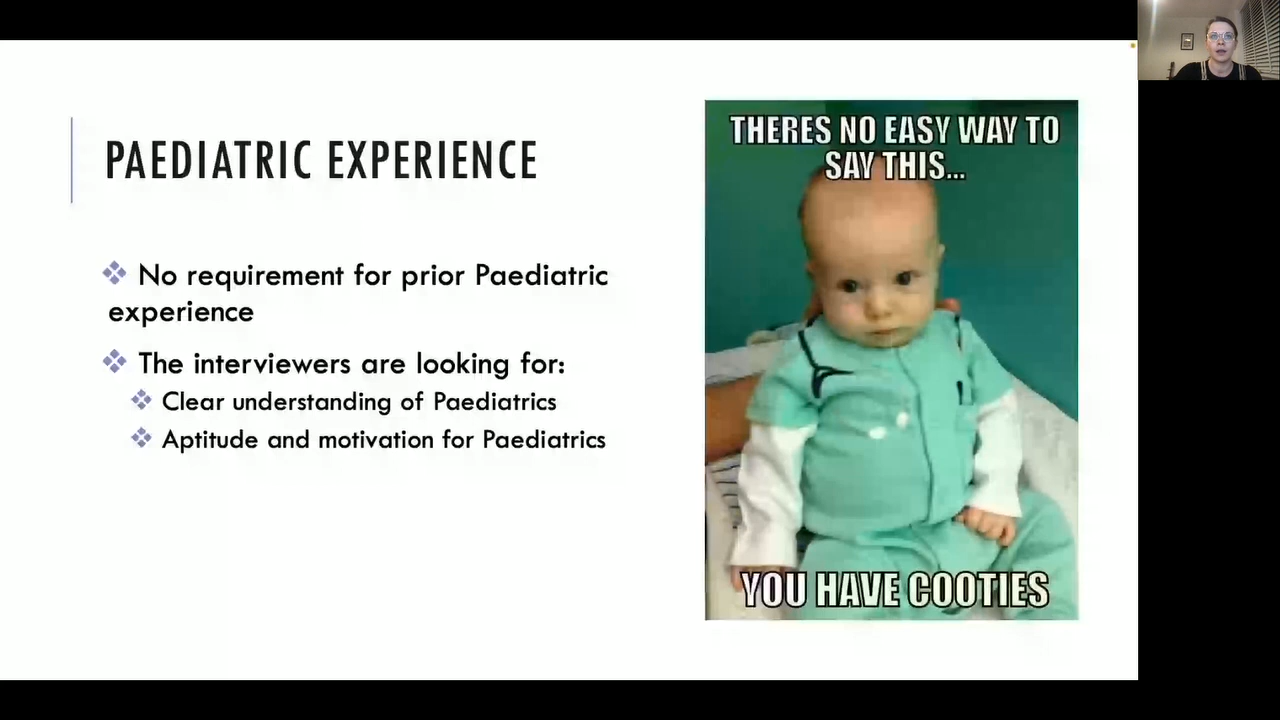 PAEDIATRIC EXPERIENCE
No requirement for prior Paediatric
experience
The interviewers are looking for:
Clear understanding of Paediatrics
Aptitude and motivation for Paediatrics
THERES NO EASY WAY TO
SAY THIS...
YOU HAVE COOTIES